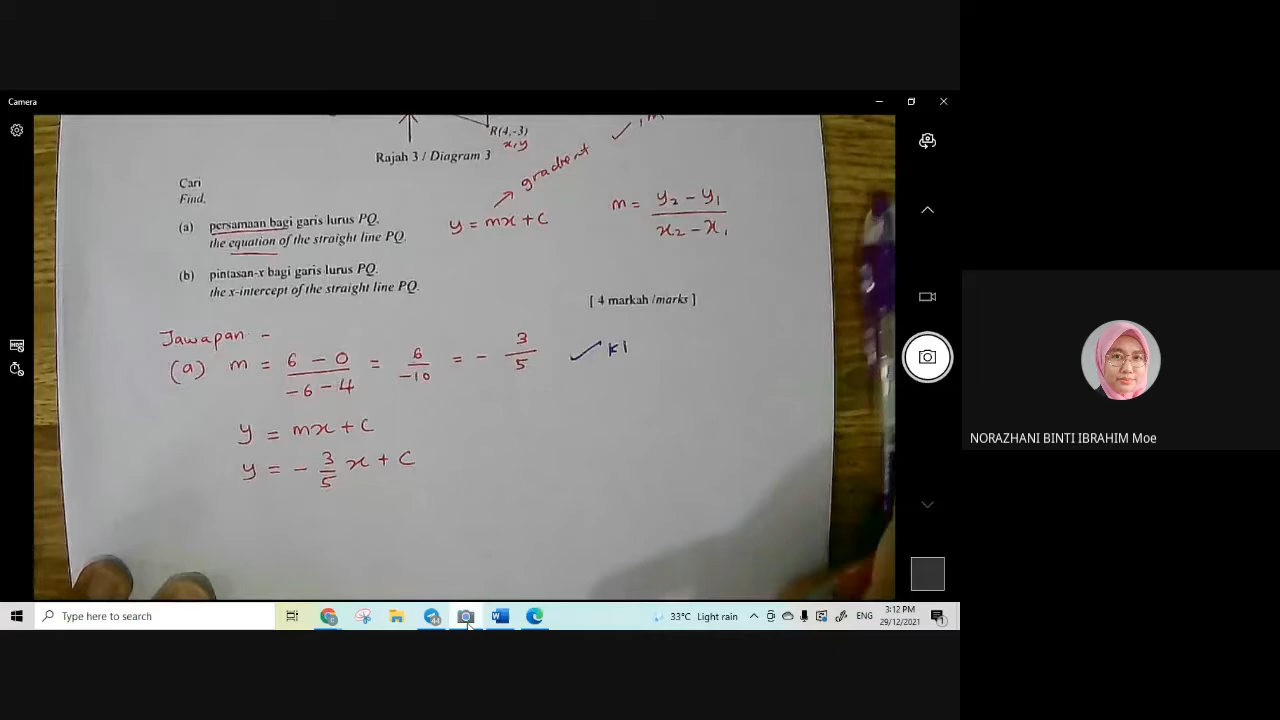 Camera
R(4,-3)
x,y
Rajah 3 / Diagram 3
gradient
Cari
Find,
y = mx + c
m = y₂ - y₁ / x₂ - x₁
(a) persamaan bagi garis lurus PQ.
the equation of the straight line PQ.
(b) pintasan-x bagi garis lurus PQ.
the x-intercept of the straight line PQ.
[ 4 markah /marks ]
Jawapan -
(a) m = 6 - 0 / -6 - 4 = 6 / -10 = - 3/5 ✓ K1
y = mx + c
y = - 3/5 x + c
NORAZHANI BINTI IBRAHIM Moe
Type here to search
44
33°C Light rain
ENG
3:12 PM
29/12/2021